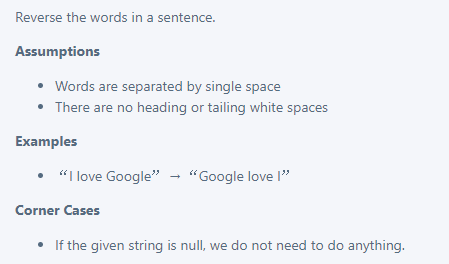 Reverse the words in a sentence.
Assumptions
• Words are separated by single space
• There are no heading or tailing white spaces
Examples
• “I love Google” → “Google love I”
Corner Cases
• If the given string is null, we do not need to do anything.